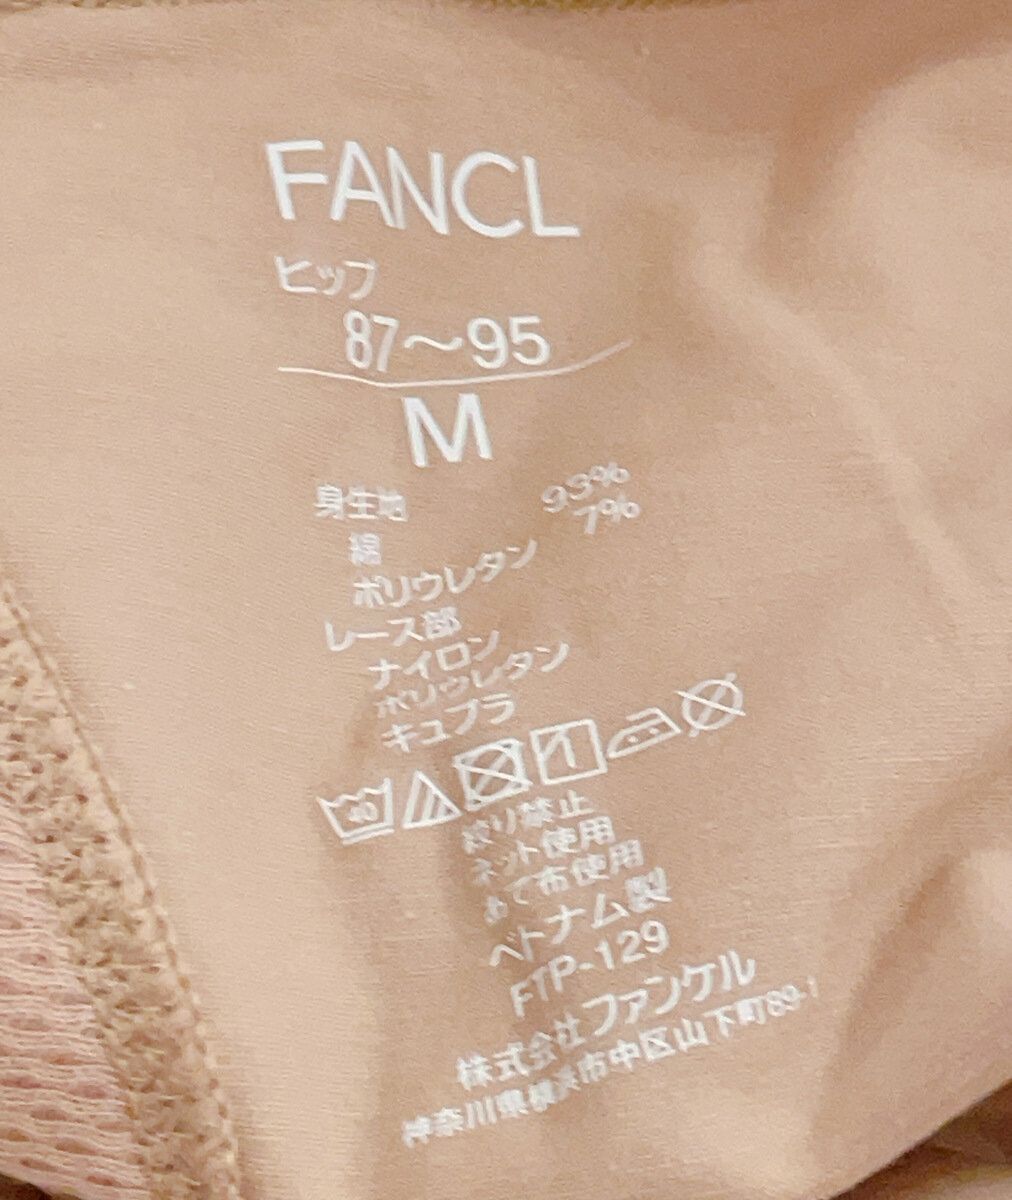 FANCL
ヒップ
87～95
M
身生地
綿 93%
ポリウレタン 7%
レース部
ナイロン
ポリウレタン
キュプラ
40
絞り禁止
ネット使用
あて布使用
ベトナム製
FTP-129
株式会社ファンケル
神奈川県横浜市中区山下町89-1